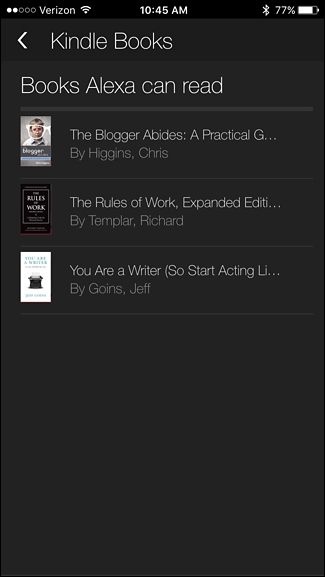 Verizon 10:45 AM 77%
Kindle Books
Books Alexa can read
blogger
The Blogger Abides: A Practical G…
By Higgins, Chris
THE
RULES OF
WORK
The Rules of Work, Expanded Editi…
By Templar, Richard
YOU ARE
A WRITER
JEFF GOINS
You Are a Writer (So Start Acting Li…
By Goins, Jeff